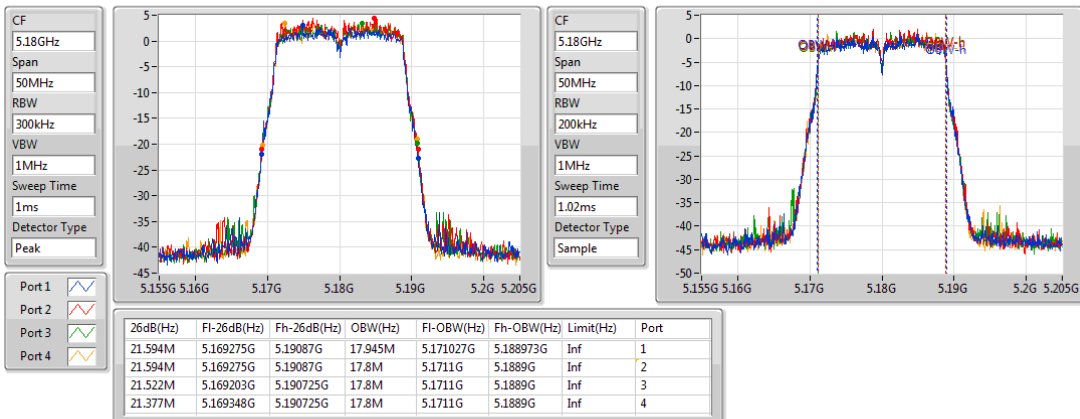 CF
5.18GHz
Span
50MHz
RBW
300kHz
VBW
1MHz
Sweep Time
1ms
Detector Type
Peak
5
0
-5
-10
-15
-20
-25
-30
-35
-40
-45
5.155G 5.16G 5.17G 5.18G 5.19G 5.2G 5.205G
CF
5.18GHz
Span
50MHz
RBW
200kHz
VBW
1MHz
Sweep Time
1.02ms
Detector Type
Sample
5
0
-5
-10
-15
-20
-25
-30
-35
-40
-45
-50
5.155G 5.16G 5.17G 5.18G 5.19G 5.2G 5.205G
Port 1
Port 2
Port 3
Port 4
26dB(Hz) Fl-26dB(Hz) Fh-26dB(Hz) OBW(Hz) Fl-OBW(Hz) Fh-OBW(Hz) Limit(Hz) Port
21.594M 5.169275G 5.19087G 17.945M 5.171027G 5.188973G Inf 1
21.594M 5.169275G 5.19087G 17.8M 5.1711G 5.1889G Inf 2
21.522M 5.169203G 5.190725G 17.8M 5.1711G 5.1889G Inf 3
21.377M 5.169348G 5.190725G 17.8M 5.1711G 5.1889G Inf 4